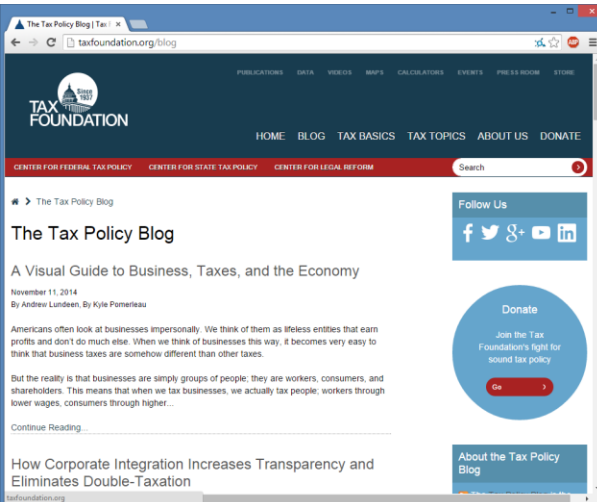 The Tax Policy Blog | Tax F
taxfoundation.org/blog
ABP
PUBLICATIONS DATA VIDEOS MAPS CALCULATORS EVENTS PRESS ROOM STORE
Since
1937
TAX
FOUNDATION
HOME BLOG TAX BASICS TAX TOPICS ABOUT US DONATE
CENTER FOR FEDERAL TAX POLICY CENTER FOR STATE TAX POLICY CENTER FOR LEGAL REFORM
Search
The Tax Policy Blog
The Tax Policy Blog
A Visual Guide to Business, Taxes, and the Economy
November 11, 2014
By Andrew Lundeen, By Kyle Pomerleau
Americans often look at businesses impersonally. We think of them as lifeless entities that earn
profits and don't do much else. When we think of businesses this way, it becomes very easy to
think that business taxes are somehow different than other taxes.
But the reality is that businesses are simply groups of people; they are workers, consumers, and
shareholders. This means that when we tax businesses, we actually tax people; workers through
lower wages, consumers through higher...
Continue Reading...
How Corporate Integration Increases Transparency and
Eliminates Double-Taxation
taxfoundation.org
Follow Us
Donate
Join the Tax
Foundation's fight for
sound tax policy
Go
About the Tax Policy
Blog